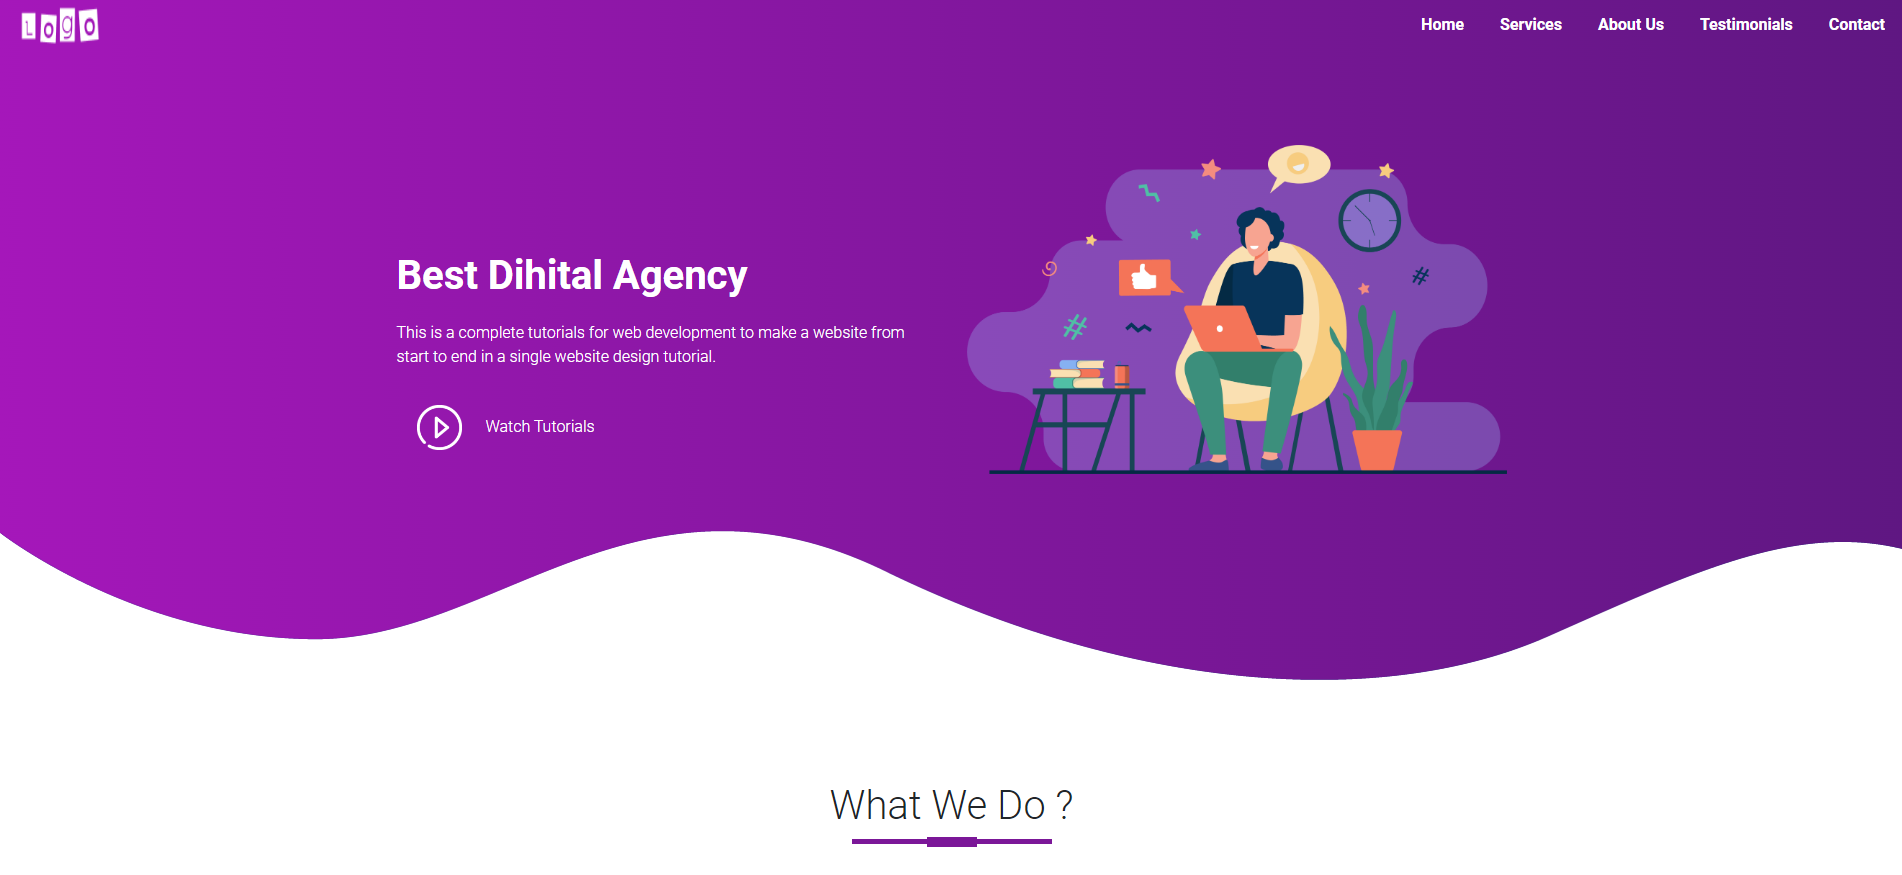 logo
Home Services About Us Testimonials Contact
Best Dihital Agency
This is a complete tutorials for web development to make a website from
start to end in a single website design tutorial.
Watch Tutorials
What We Do ?